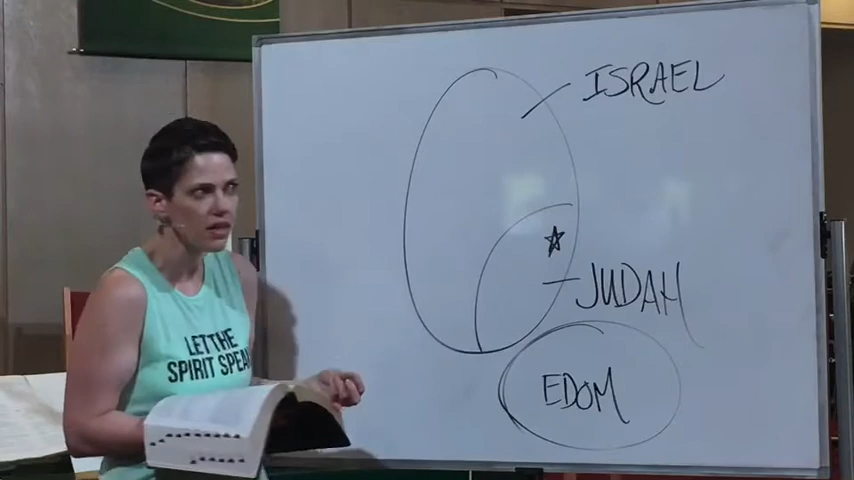 ISRAEL
JUDAH
EDOM
LET THE
SPIRIT SPEAK